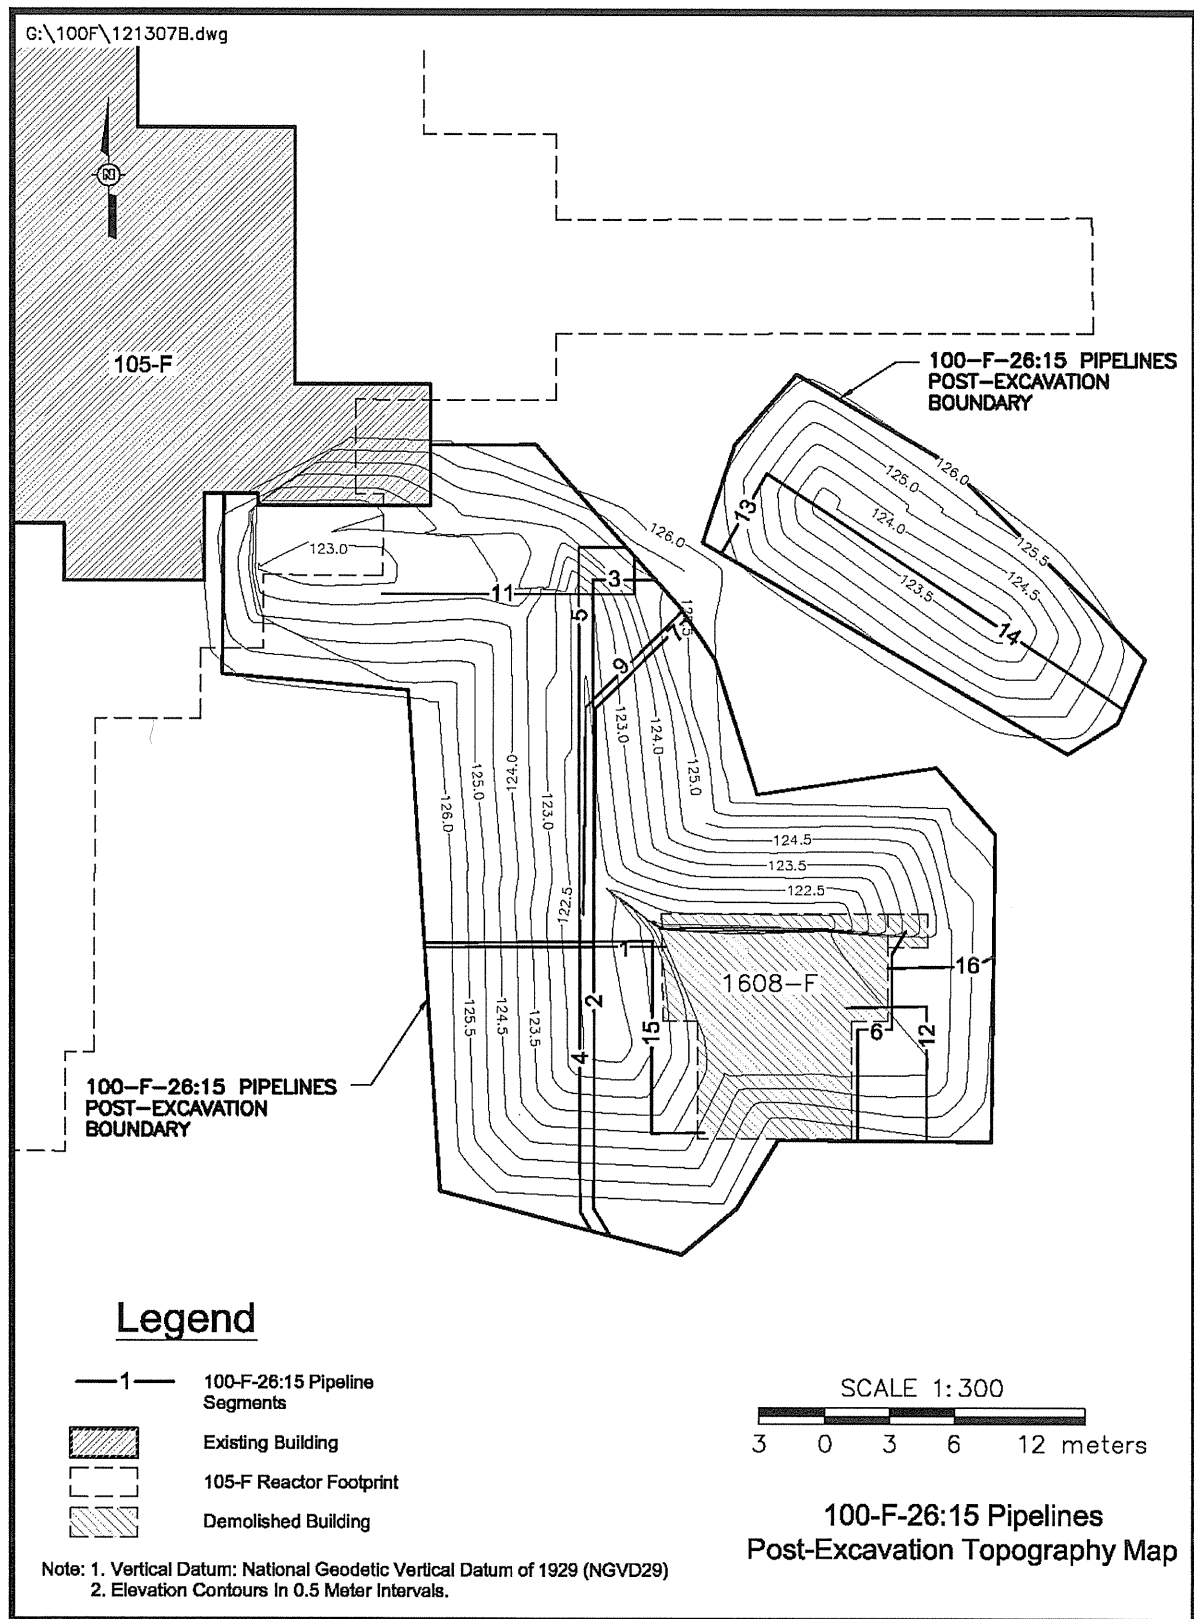 G:\100F\121307B.dwg
N
105-F
100-F-26:15 PIPELINES
POST-EXCAVATION
BOUNDARY
126.0
125.0
124.0
125.5
124.5
123.5
13
14
126.0
123.0
11
3
5
9
7
123.0
124.0
125.0
126.0
125.0
124.0
123.0
122.5
124.5
123.5
122.5
1
1608-F
16
2
15
6
12
4
125.5
124.5
123.5
100-F-26:15 PIPELINES
POST-EXCAVATION
BOUNDARY
Legend
1
100-F-26:15 Pipeline
Segments
Existing Building
105-F Reactor Footprint
Demolished Building
SCALE 1:300
3 0 3 6 12 meters
100-F-26:15 Pipelines
Post-Excavation Topography Map
Note: 1. Vertical Datum: National Geodetic Vertical Datum of 1929 (NGVD29)
2. Elevation Contours In 0.5 Meter Intervals.